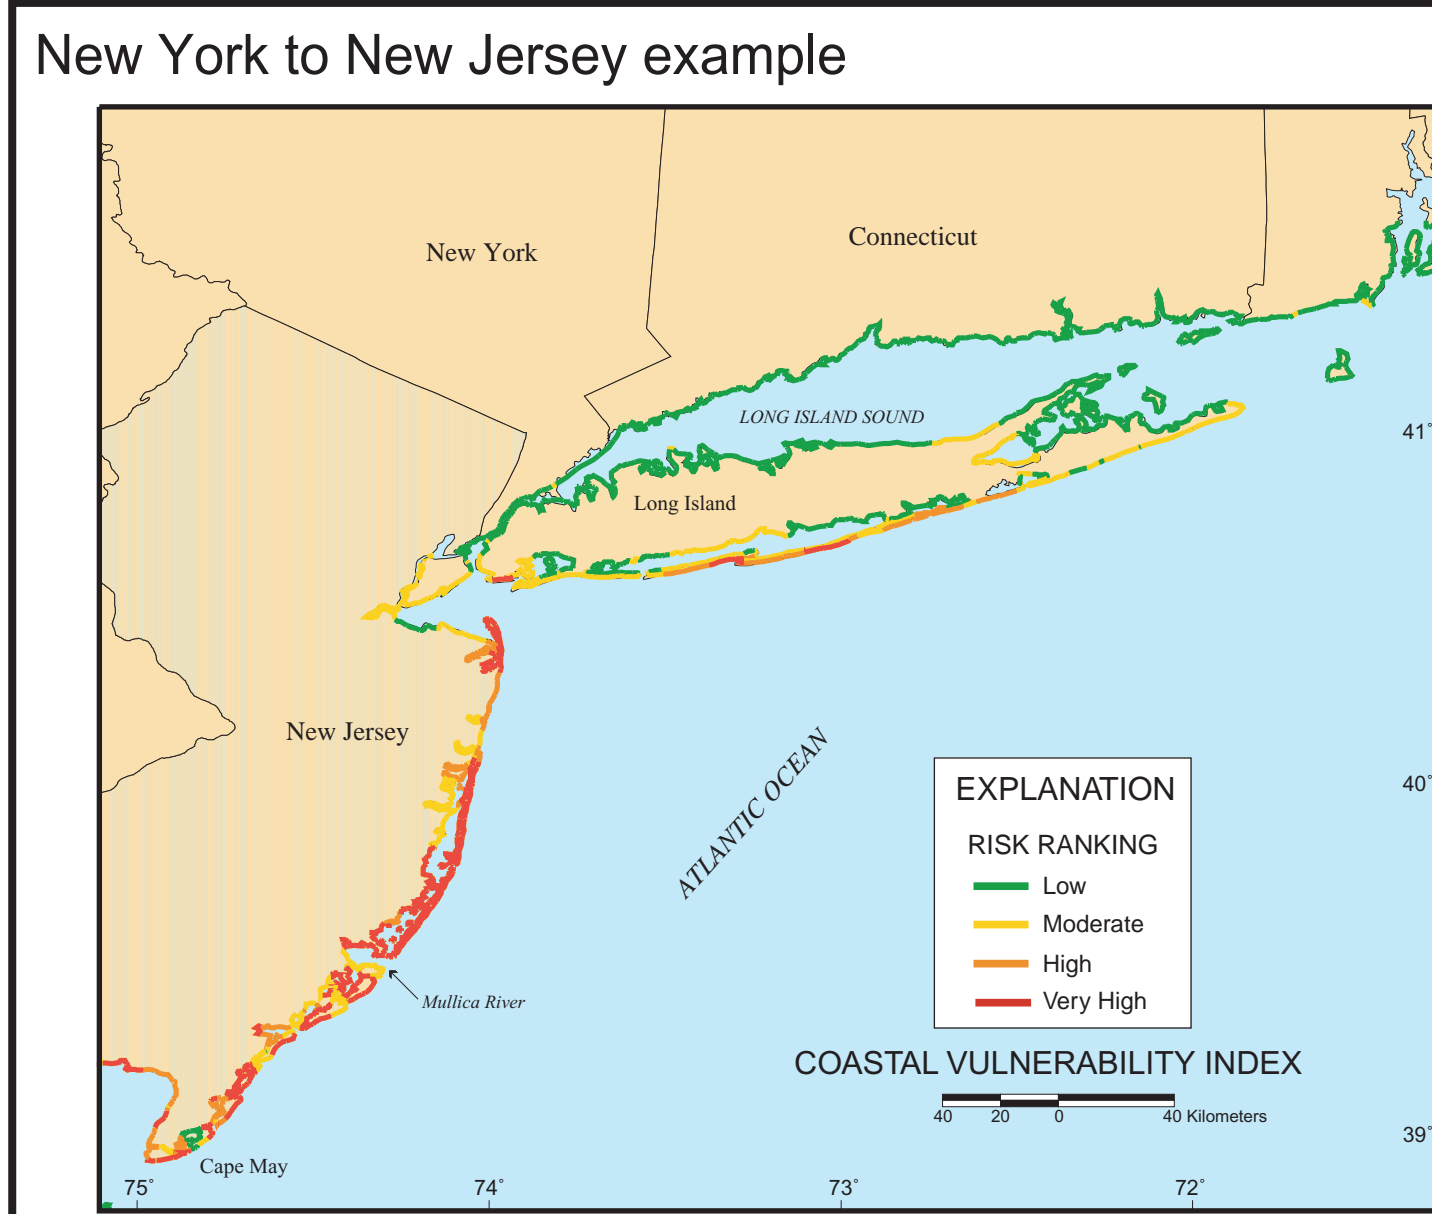 New York to New Jersey example
New York
Connecticut
LONG ISLAND SOUND
41°
Long Island
New Jersey
ATLANTIC OCEAN
40°
EXPLANATION
RISK RANKING
Low
Moderate
High
Very High
Mullica River
COASTAL VULNERABILITY INDEX
40 20 0 40 Kilometers
39°
Cape May
75° 74° 73° 72°